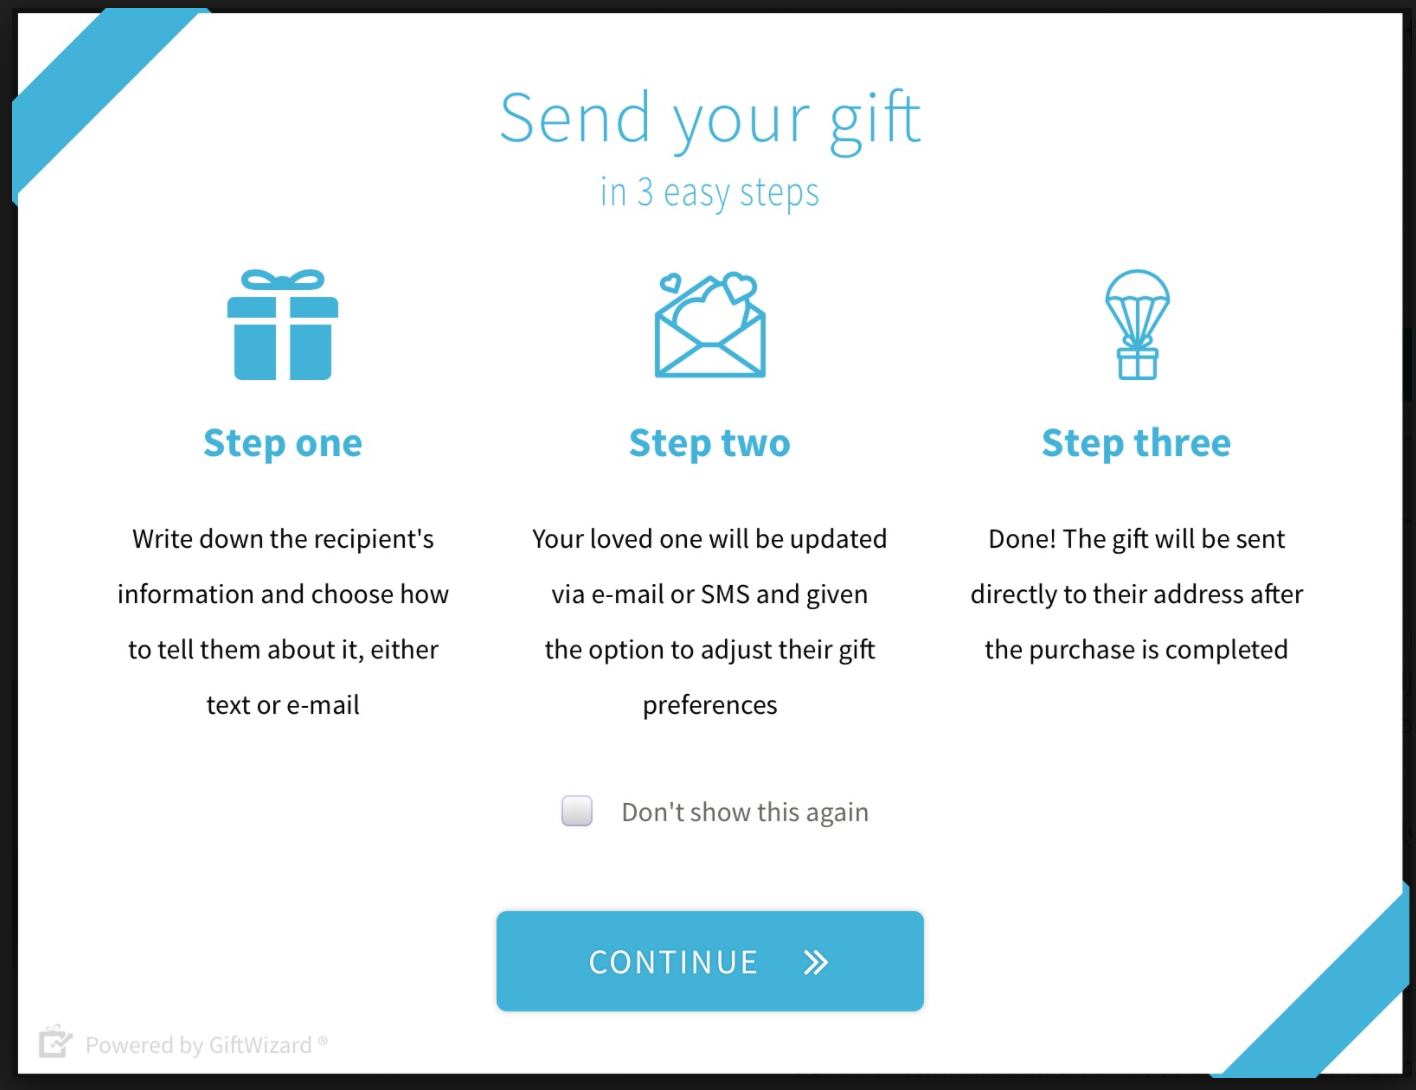 Send your gift
in 3 easy steps
Step one
Write down the recipient's
information and choose how
to tell them about it, either
text or e-mail
Step two
Your loved one will be updated
via e-mail or SMS and given
the option to adjust their gift
preferences
Step three
Done! The gift will be sent
directly to their address after
the purchase is completed
Don't show this again
CONTINUE »
Powered by GiftWizard ®